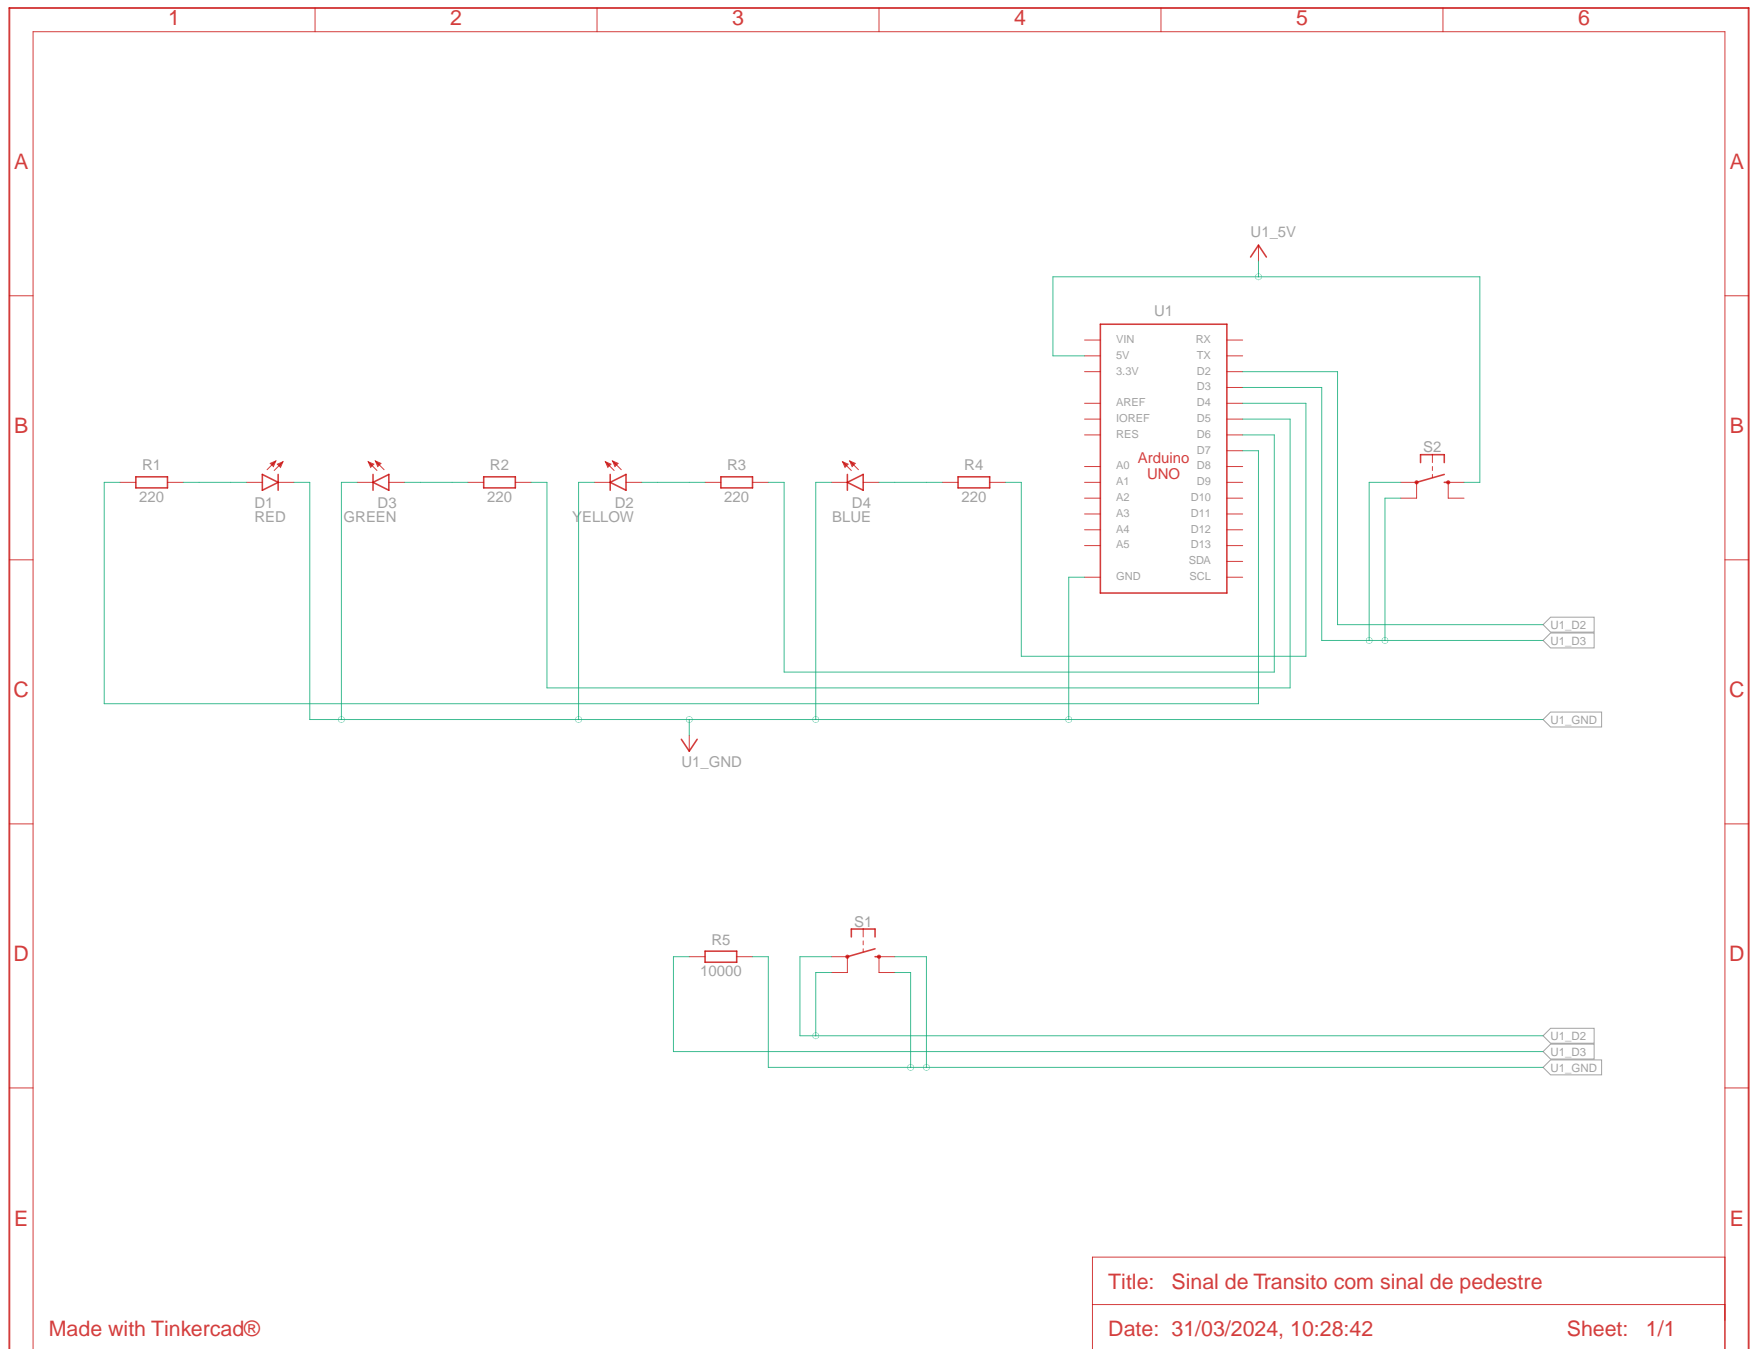 1 2 3 4 5 6
A A
U1_5V
U1
VIN RX
5V TX
3.3V D2
D3
AREF D4
B IOREF D5 B
RES D6
D7
S2
Arduino
UNO
R1 R2 R3 R4 A0 D8
A1 D9
220 220 220 220 A2 D10
D1 D3 D2 D4
RED GREEN YELLOW BLUE A3 D11
A4 D12
A5 D13
SDA
GND SCL
U1_D2
U1_D3
C C
U1_GND
U1_GND
S1
R5
D D
10000
U1_D2
U1_D3
U1_GND
E E
Title: Sinal de Transito com sinal de pedestre
Made with Tinkercad®
Date: 31/03/2024, 10:28:42 Sheet: 1/1